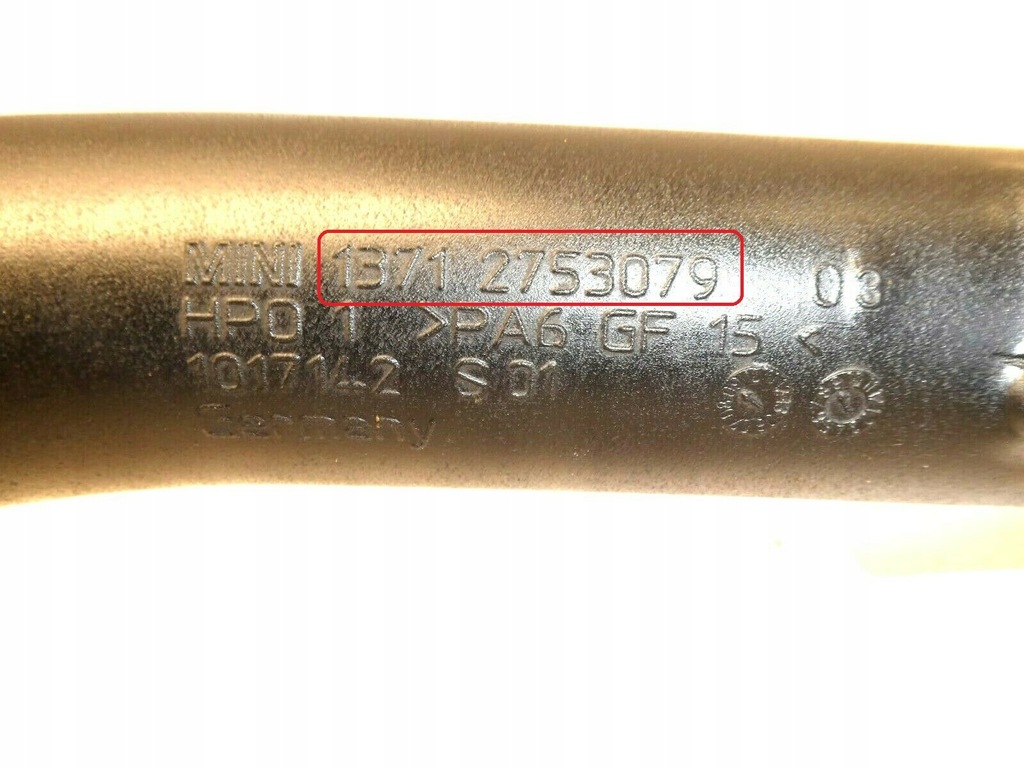 MINI 1371 2753079 03
HPO 1 >PA6 GF 15<
1017142 S 01
Germany